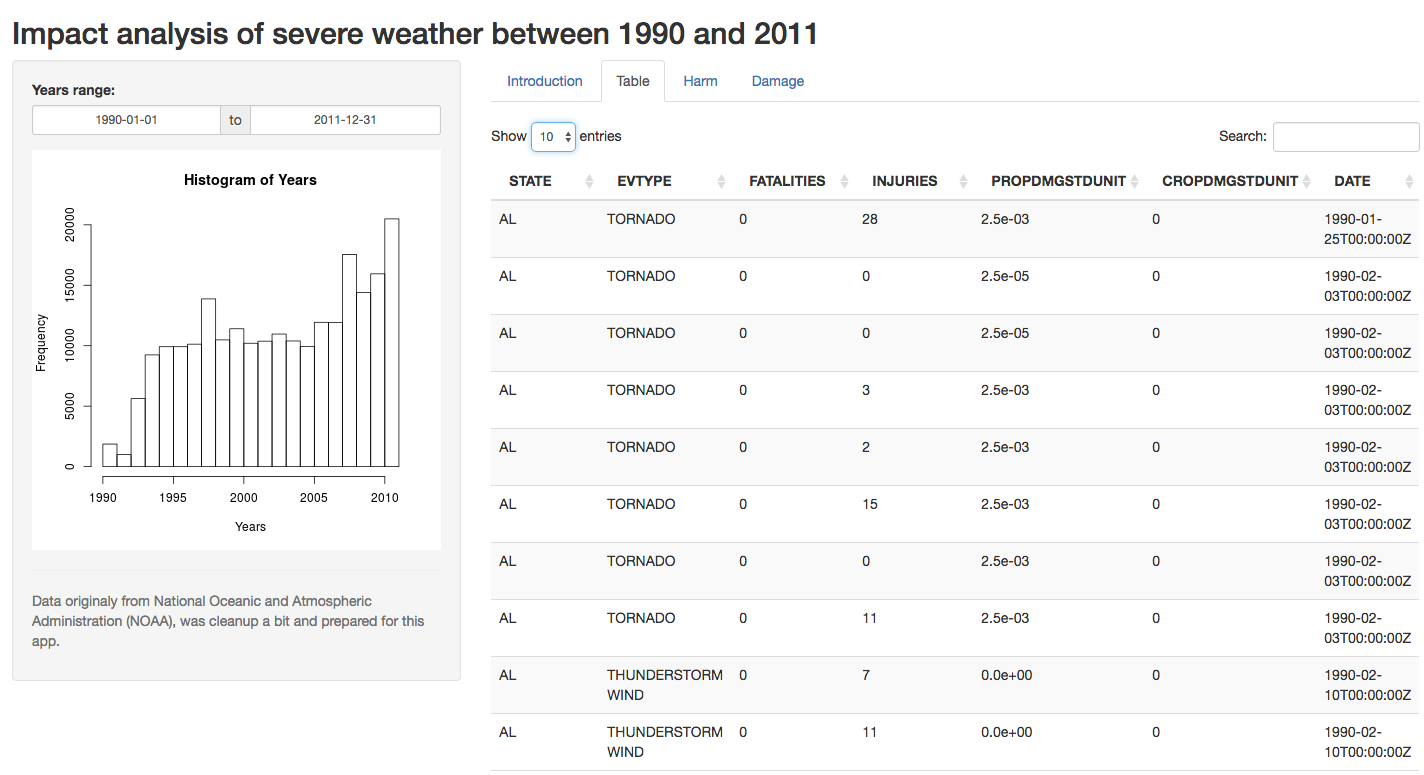 Impact analysis of severe weather between 1990 and 2011
Years range:
1990-01-01 to 2011-12-31
Histogram of Years
Frequency
20000
15000
10000
5000
0
1990 1995 2000 2005 2010
Years
Data originaly from National Oceanic and Atmospheric
Administration (NOAA), was cleanup a bit and prepared for this
app.
Introduction Table Harm Damage
Show 10 entries Search:
STATE EVTYPE FATALITIES INJURIES PROPDMGSTDUNIT CROPDMGSTDUNIT DATE
AL TORNADO 0 28 2.5e-03 0 1990-01-
25T00:00:00Z
AL TORNADO 0 0 2.5e-05 0 1990-02-
03T00:00:00Z
AL TORNADO 0 0 2.5e-05 0 1990-02-
03T00:00:00Z
AL TORNADO 0 3 2.5e-03 0 1990-02-
03T00:00:00Z
AL TORNADO 0 2 2.5e-03 0 1990-02-
03T00:00:00Z
AL TORNADO 0 15 2.5e-03 0 1990-02-
03T00:00:00Z
AL TORNADO 0 0 2.5e-03 0 1990-02-
03T00:00:00Z
AL TORNADO 0 11 2.5e-03 0 1990-02-
03T00:00:00Z
AL THUNDERSTORM 0 7 0.0e+00 0 1990-02-
WIND 10T00:00:00Z
AL THUNDERSTORM 0 11 0.0e+00 0 1990-02-
WIND 10T00:00:00Z